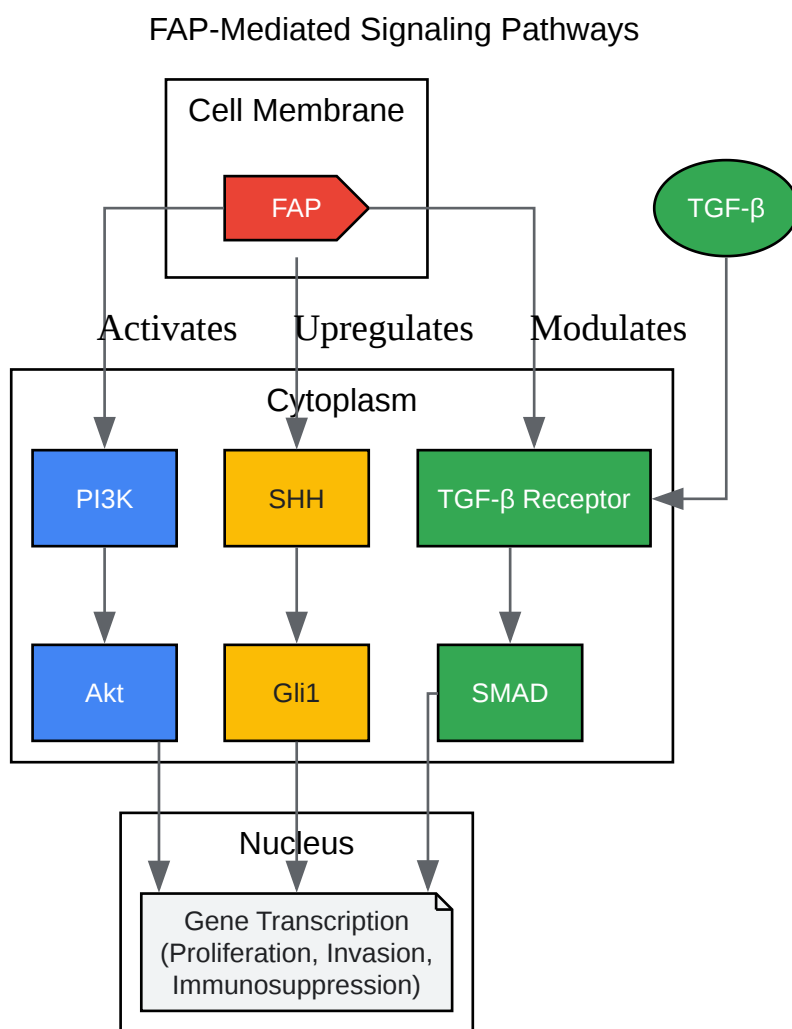 FAP-Mediated Signaling Pathways
Cell Membrane
FAP
TGF-β
Activates
Upregulates
Modulates
Cytoplasm
PI3K
SHH
TGF-β Receptor
Akt
Gli1
SMAD
Nucleus
Gene Transcription
(Proliferation, Invasion,
Immunosuppression)